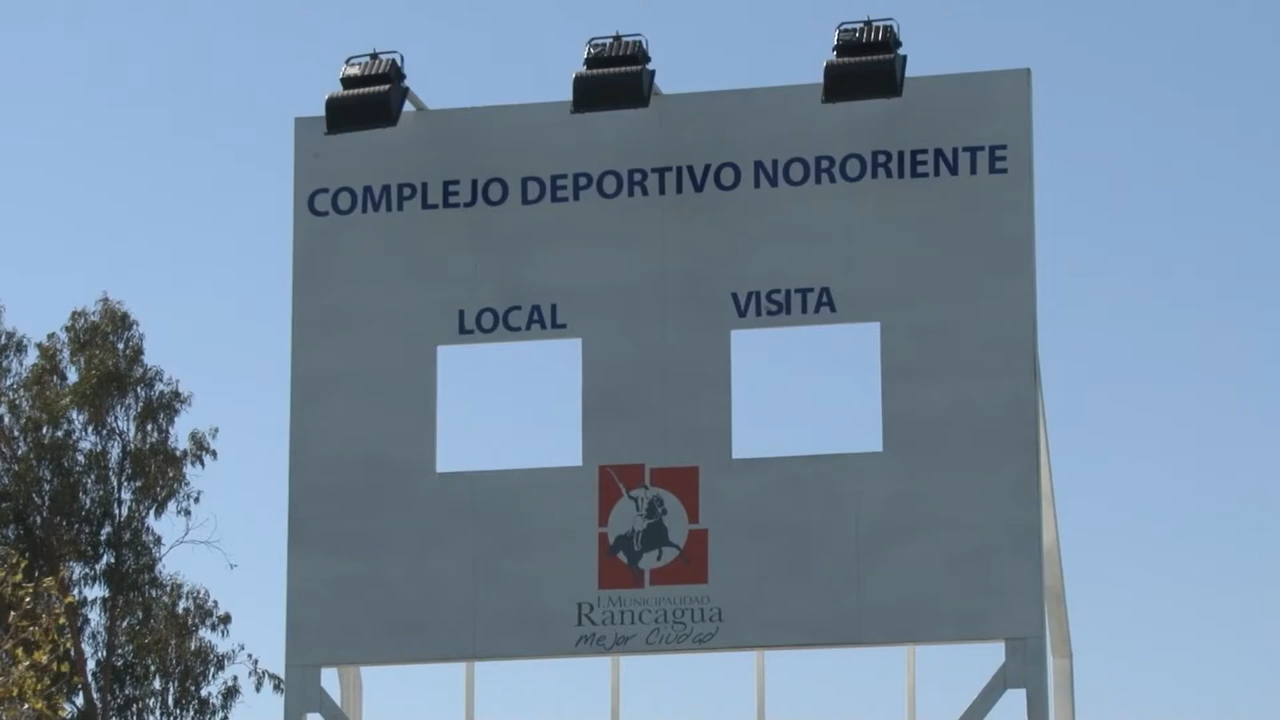 COMPLEJO DEPORTIVO NORORIENTE
LOCAL
VISITA
I. MUNICIPALIDAD
Rancagua
Mejor Ciudad